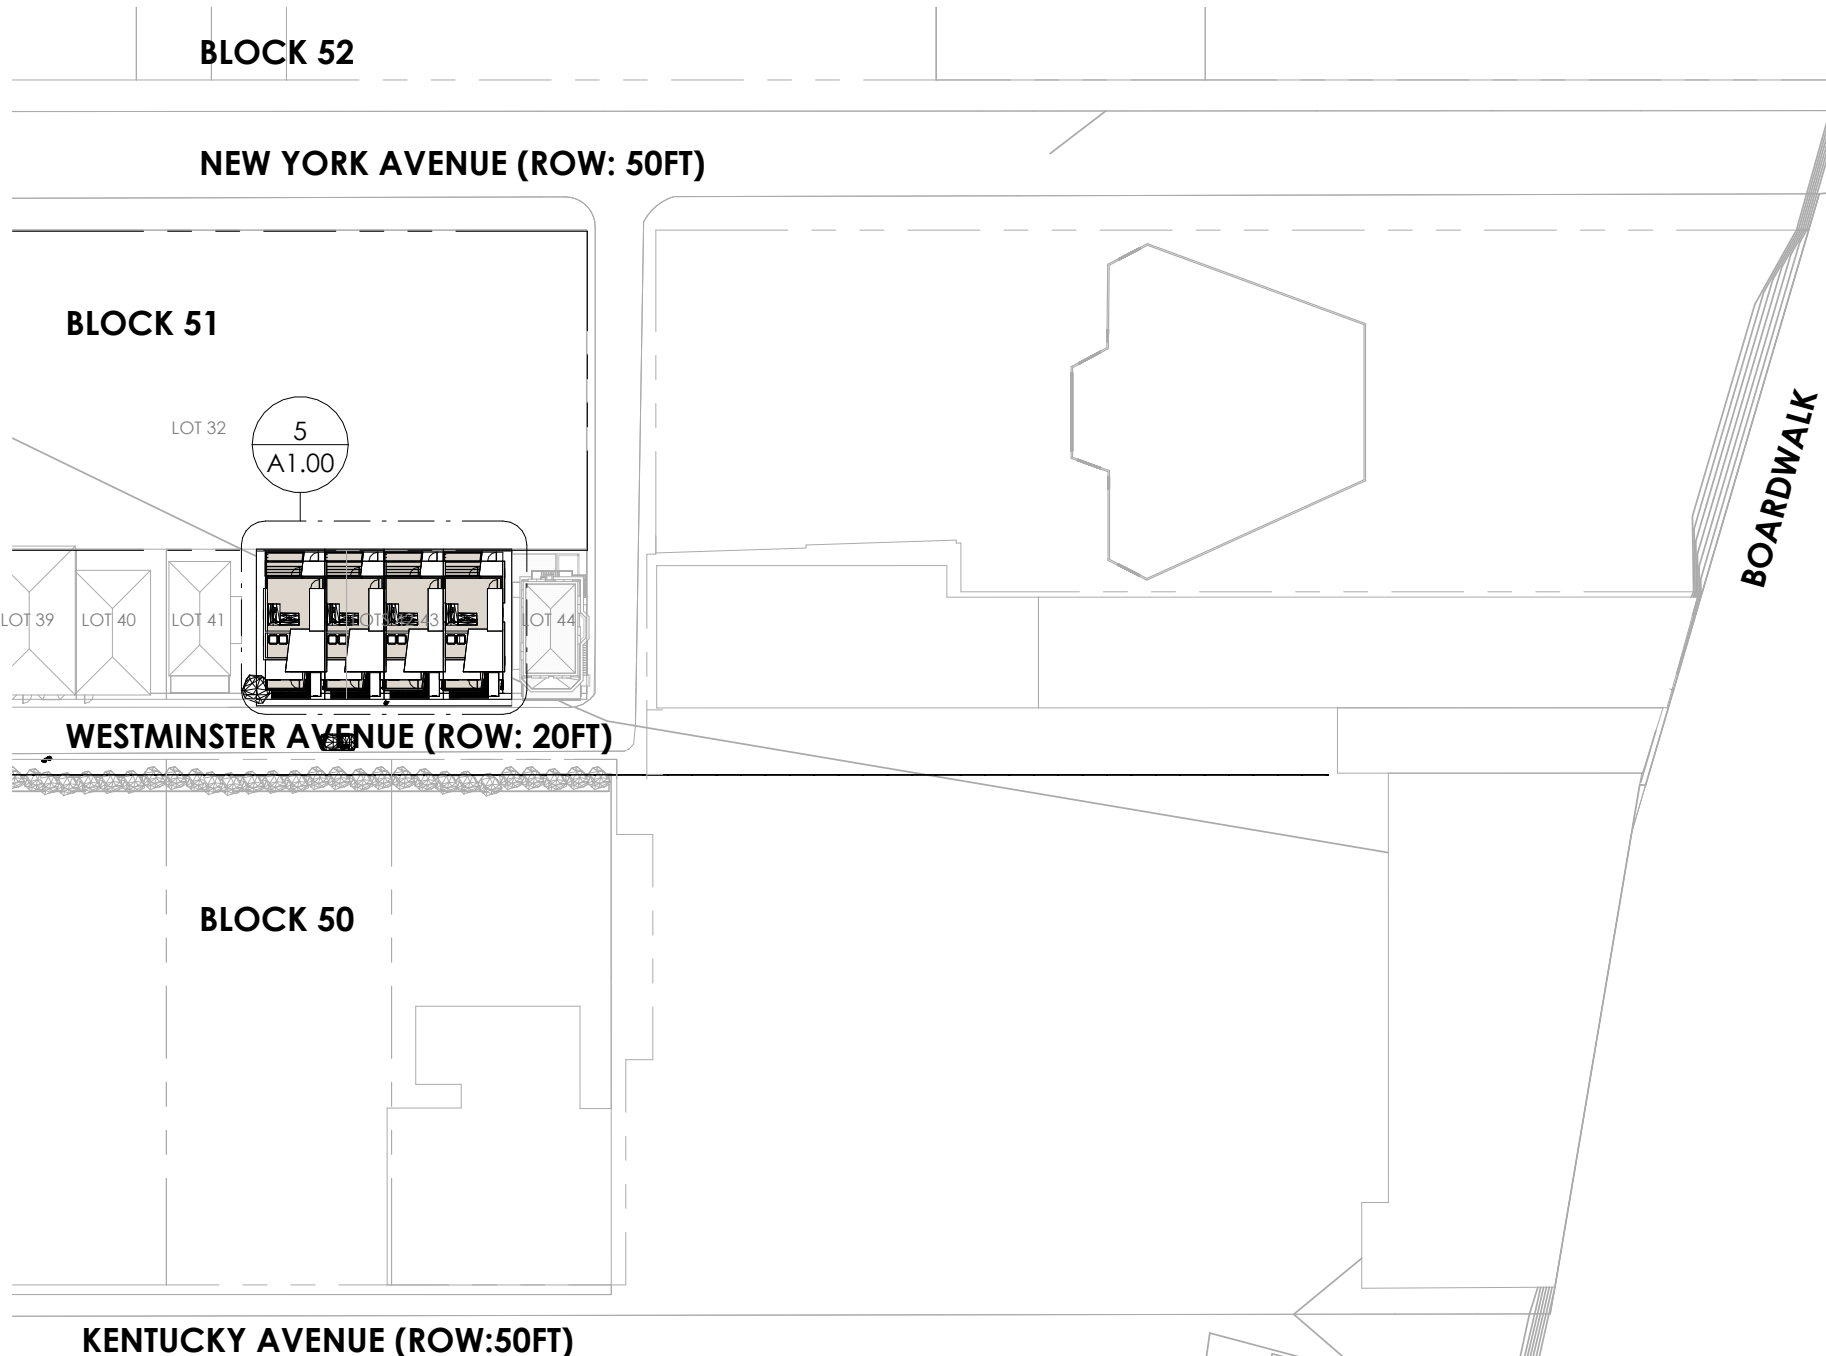 BLOCK 52
NEW YORK AVENUE (ROW: 50FT)
BLOCK 51
LOT 32
5
A1.00
BOARDWALK
LOT 39
LOT 40
LOT 41
43
LOT 44
WESTMINSTER AVENUE (ROW: 20FT)
BLOCK 50
KENTUCKY AVENUE (ROW:50FT)